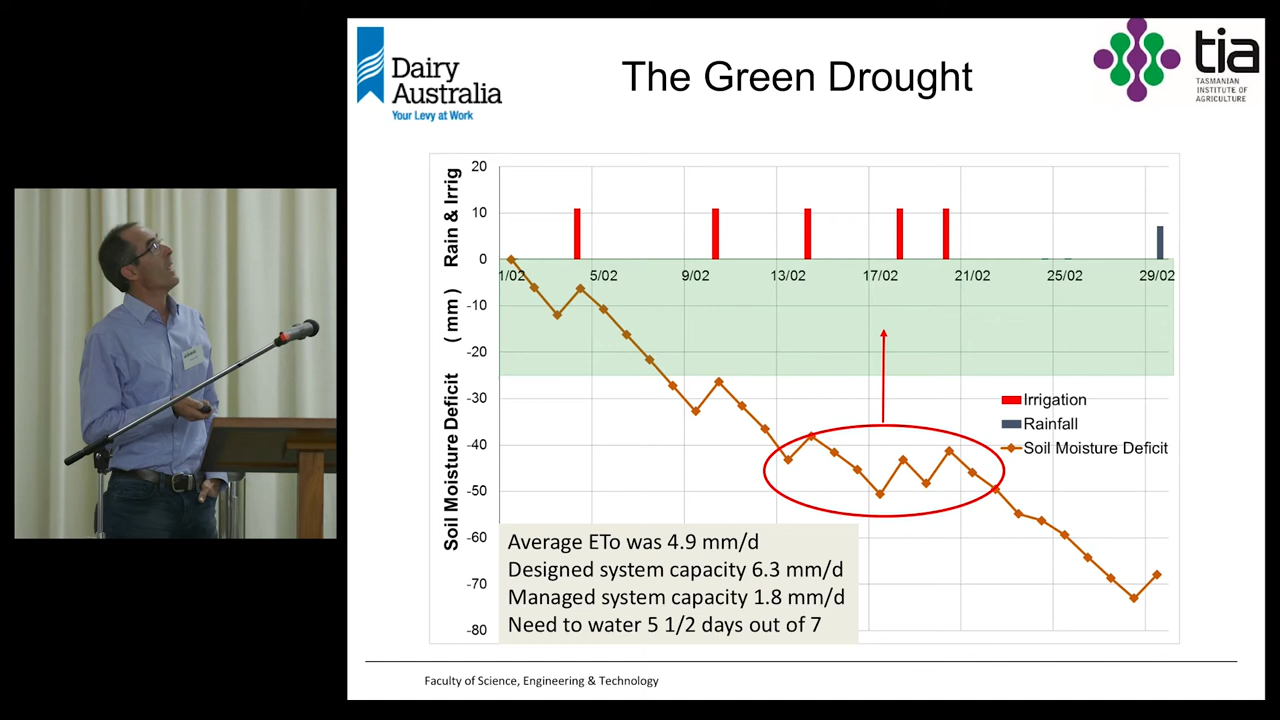 Dairy
Australia
Your Levy at Work
The Green Drought
tia
TASMANIAN
INSTITUTE OF
AGRICULTURE
Soil Moisture Deficit ( mm ) Rain & Irrig
20
10
0
-10
-20
-30
-40
-50
-60
-70
-80
1/02 5/02 9/02 13/02 17/02 21/02 25/02 29/02
Irrigation
Rainfall
Soil Moisture Deficit
Average ETo was 4.9 mm/d
Designed system capacity 6.3 mm/d
Managed system capacity 1.8 mm/d
Need to water 5 1/2 days out of 7
Faculty of Science, Engineering & Technology